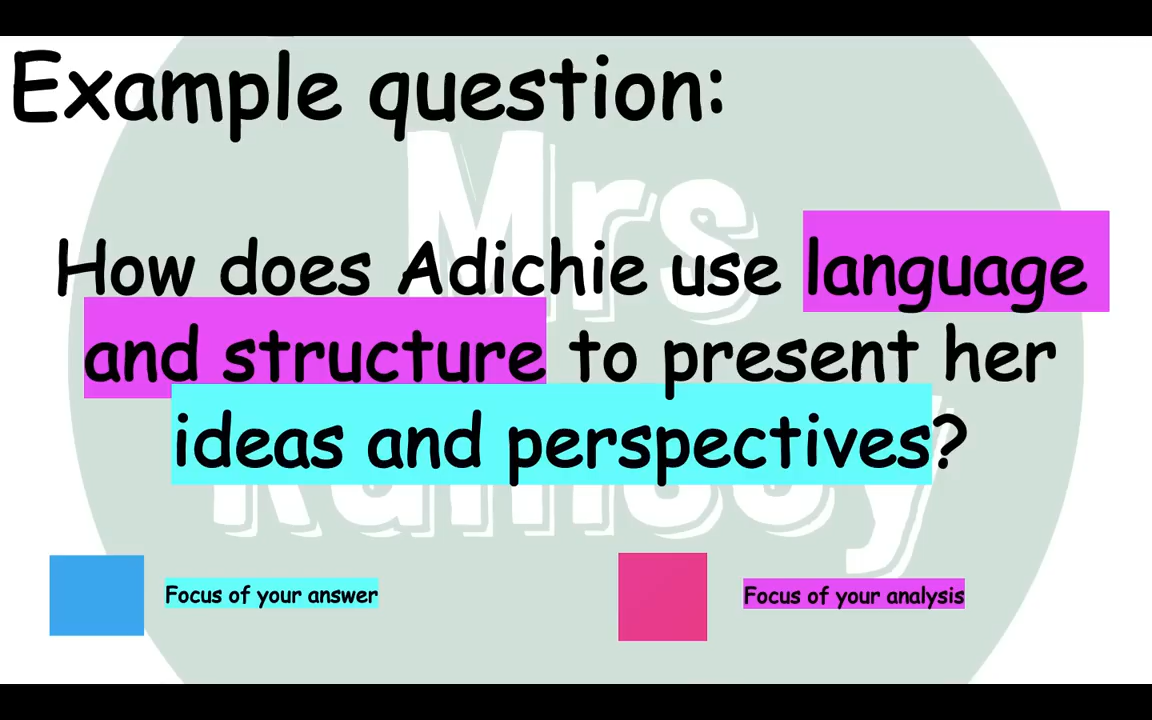 Example question:
Mrs
How does Adichie use language
and structure to present her
ideas and perspectives?
Focus of your answer
Focus of your analysis